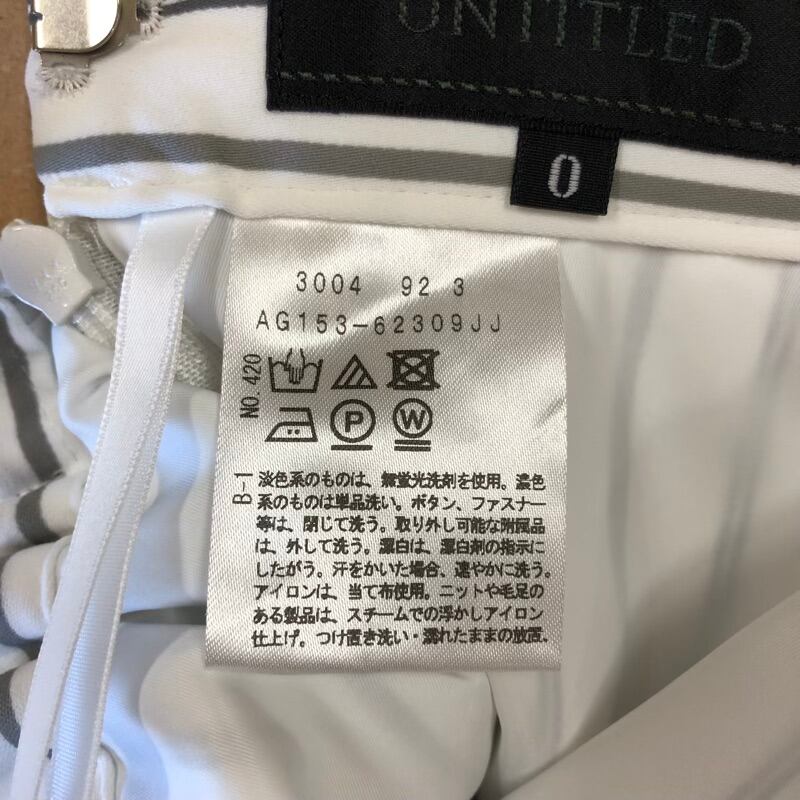 UNTITLED
0
3004 92 3
AG153-62309JJ
NO.420
P
W
B-1
淡色系のものは、無蛍光洗剤を使用。濃色
系のものは単品洗い。ボタン、ファスナー
等は、閉じて洗う。取り外し可能な附属品
は、外して洗う。漂白は、漂白剤の指示に
したがう。汗をかいた場合、速やかに洗う。
アイロンは、当て布使用。ニットや毛足の
ある製品は、スチームでの浮かしアイロン
仕上げ。つけ置き洗い・濡れたままの放置、